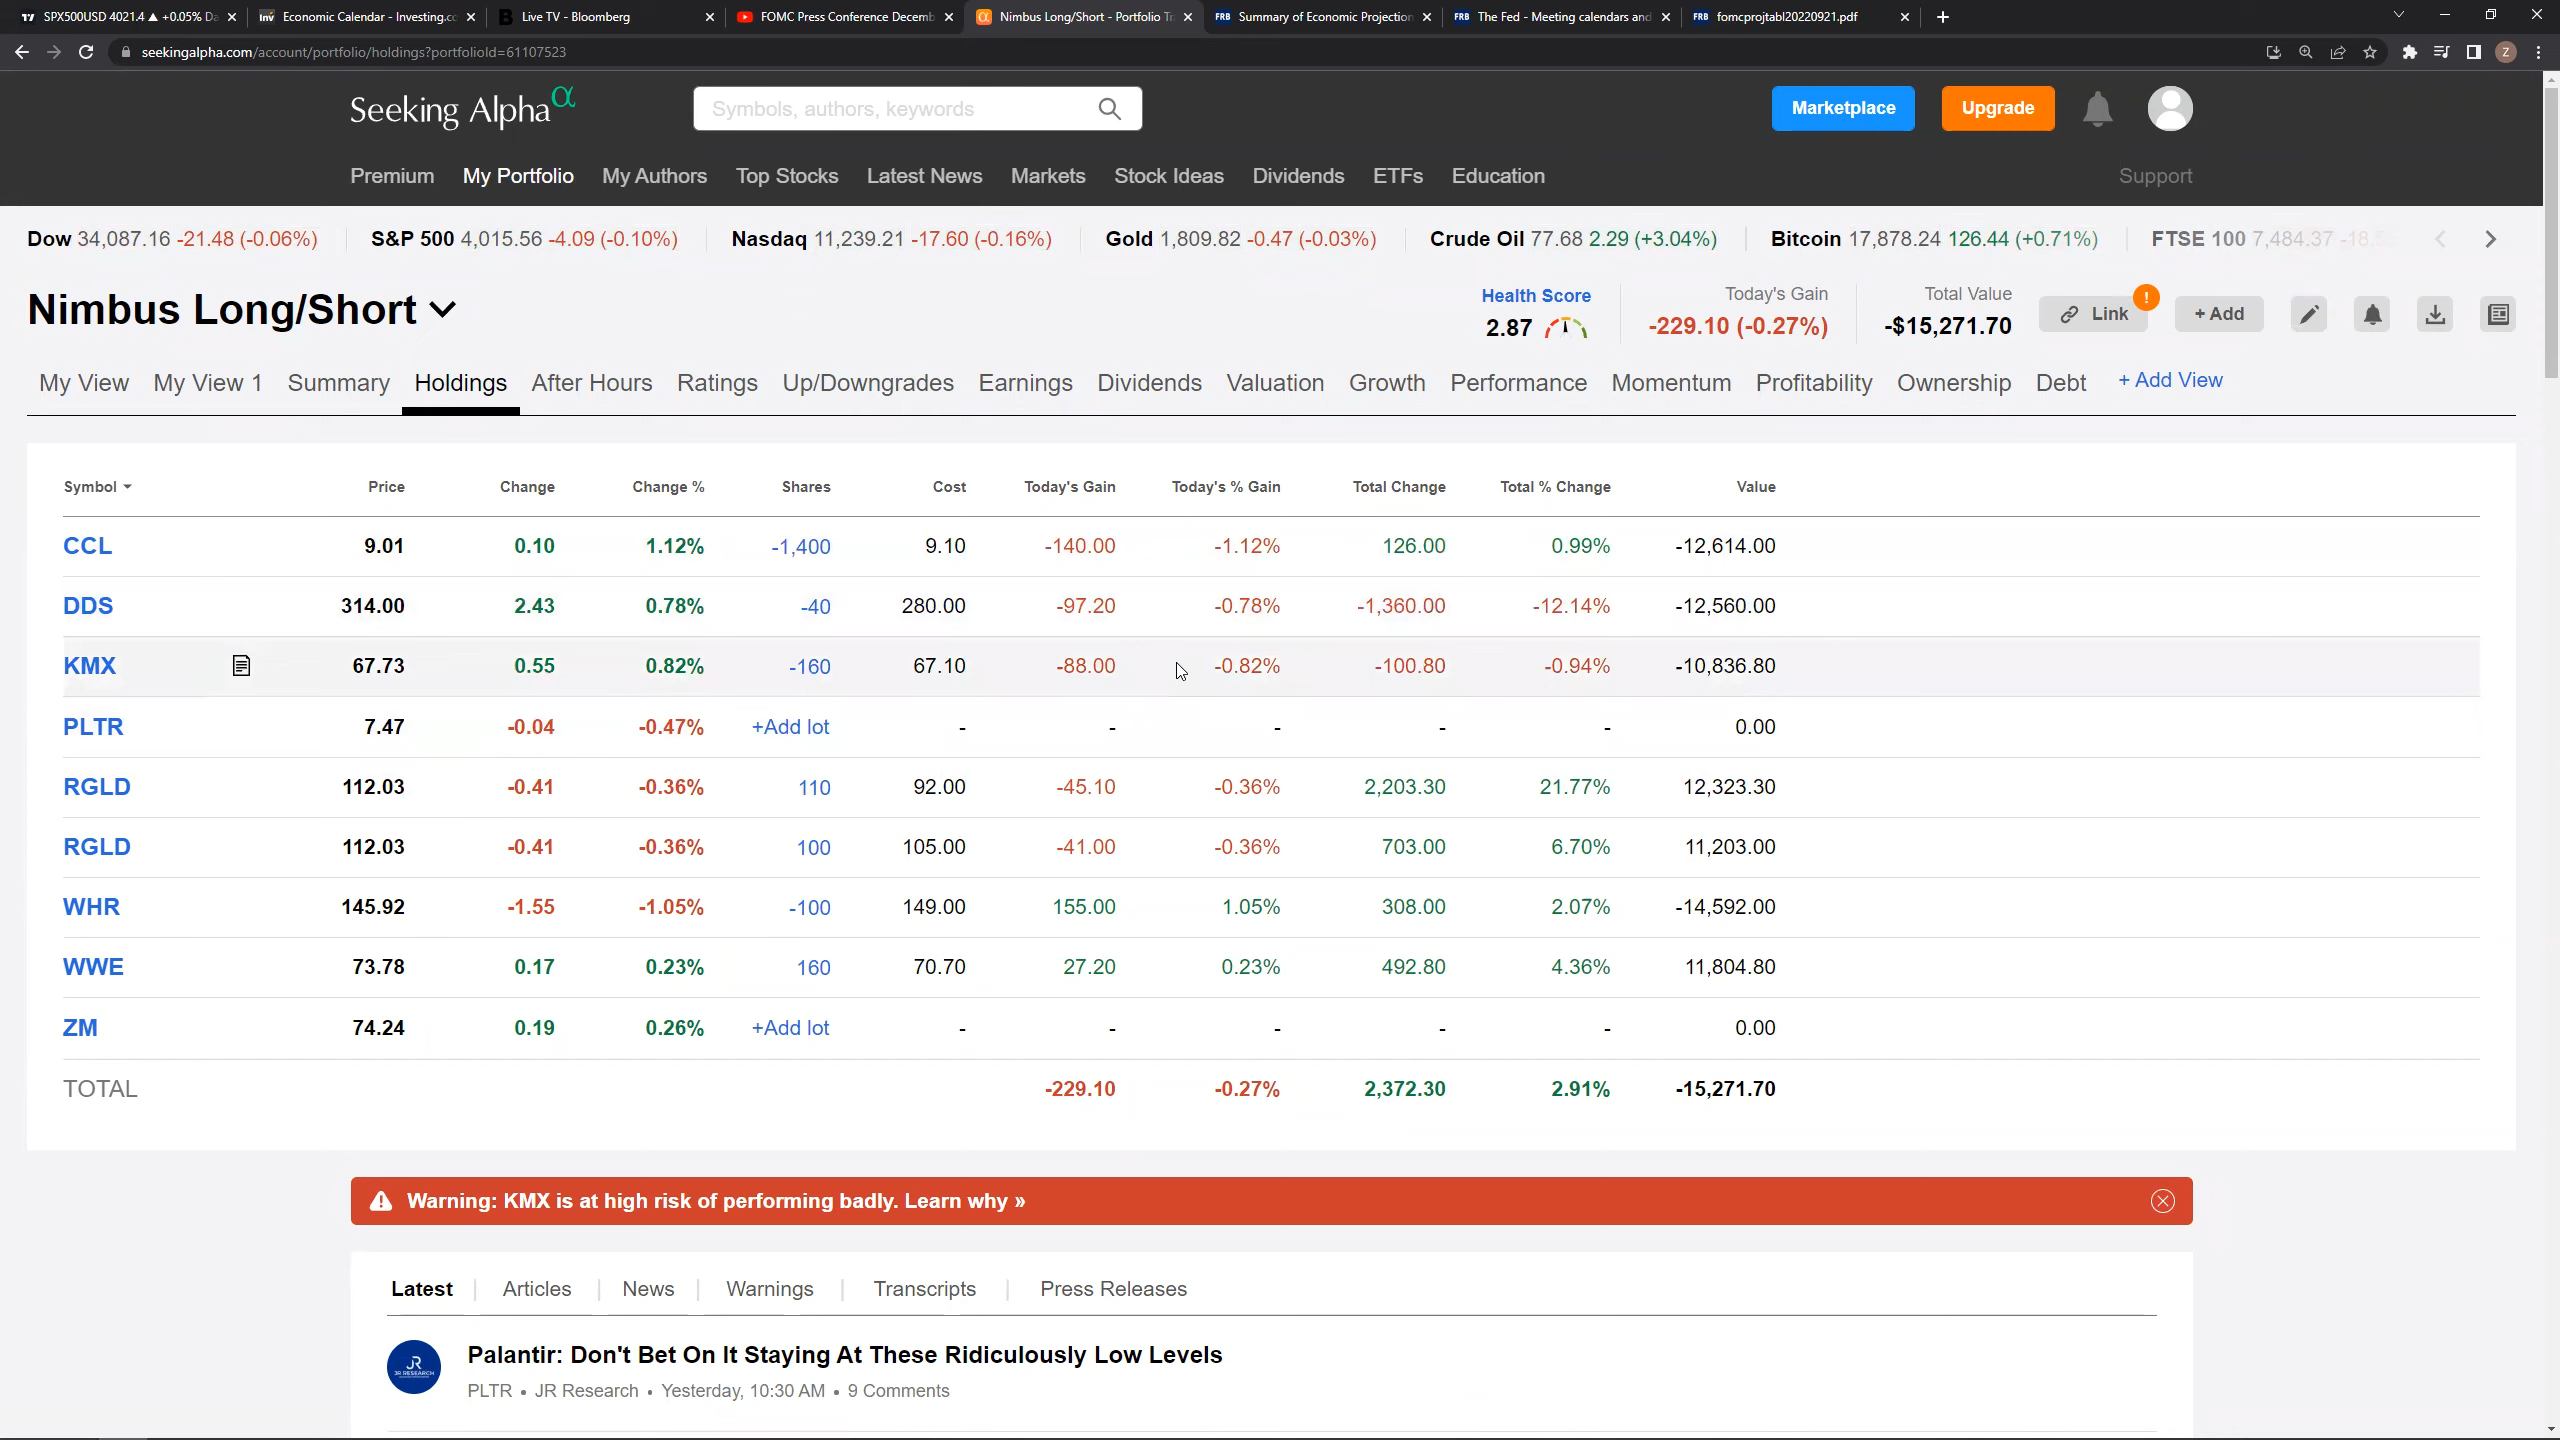 SPX500USD 4021.4 ▲ +0.05% Da
Economic Calendar - Investing.co
Live TV - Bloomberg
FOMC Press Conference Decemb
Nimbus Long/Short - Portfolio Tr
Summary of Economic Projection
The Fed - Meeting calendars and
fomcprojtabl20220921.pdf
seekingalpha.com/account/portfolio/holdings?portfolioId=61107523
Z
Seeking Alpha α
Symbols, authors, keywords
Marketplace
Upgrade
Premium My Portfolio My Authors Top Stocks Latest News Markets Stock Ideas Dividends ETFs Education Support
Dow 34,087.16 -21.48 (-0.06%) S&P 500 4,015.56 -4.09 (-0.10%) Nasdaq 11,239.21 -17.60 (-0.16%) Gold 1,809.82 -0.47 (-0.03%) Crude Oil 77.68 2.29 (+3.04%) Bitcoin 17,878.24 126.44 (+0.71%) FTSE 100 7,484.37
Nimbus Long/Short
Health Score
2.87
Today's Gain
-229.10 (-0.27%)
Total Value
-$15,271.70
Link !
+ Add
My View My View 1 Summary Holdings After Hours Ratings Up/Downgrades Earnings Dividends Valuation Growth Performance Momentum Profitability Ownership Debt + Add View
Symbol Price Change Change % Shares Cost Today's Gain Today's % Gain Total Change Total % Change Value
CCL 9.01 0.10 1.12% -1,400 9.10 -140.00 -1.12% 126.00 0.99% -12,614.00
DDS 314.00 2.43 0.78% -40 280.00 -97.20 -0.78% -1,360.00 -12.14% -12,560.00
KMX 67.73 0.55 0.82% -160 67.10 -88.00 -0.82% -100.80 -0.94% -10,836.80
PLTR 7.47 -0.04 -0.47% +Add lot - - - - - 0.00
RGLD 112.03 -0.41 -0.36% 110 92.00 -45.10 -0.36% 2,203.30 21.77% 12,323.30
RGLD 112.03 -0.41 -0.36% 100 105.00 -41.00 -0.36% 703.00 6.70% 11,203.00
WHR 145.92 -1.55 -1.05% -100 149.00 155.00 1.05% 308.00 2.07% -14,592.00
WWE 73.78 0.17 0.23% 160 70.70 27.20 0.23% 492.80 4.36% 11,804.80
ZM 74.24 0.19 0.26% +Add lot - - - - - 0.00
TOTAL -229.10 -0.27% 2,372.30 2.91% -15,271.70
Warning: KMX is at high risk of performing badly. Learn why »
Latest Articles News Warnings Transcripts Press Releases
JR
JR RESEARCH
Palantir: Don't Bet On It Staying At These Ridiculously Low Levels
PLTR • JR Research • Yesterday, 10:30 AM • 9 Comments